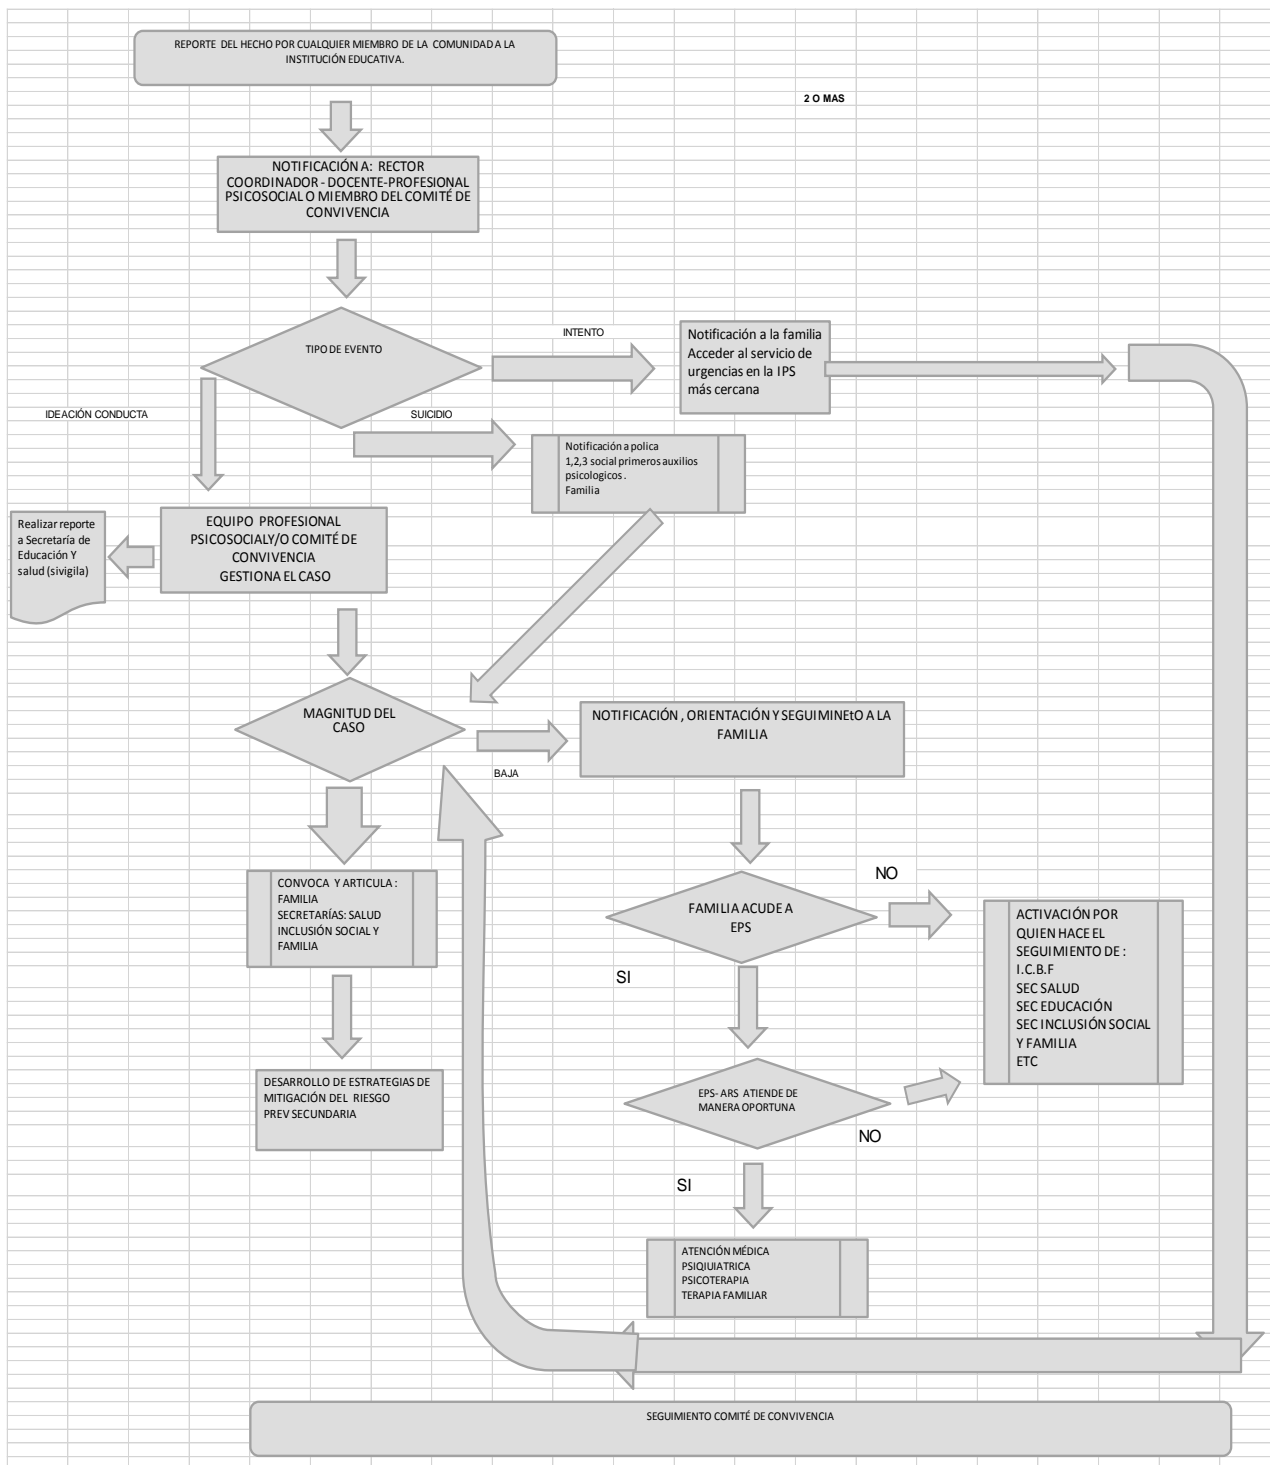 REPORTE DEL HECHO POR CUALQUIER MIEMBRO DE LA COMUNIDAD A LA
INSTITUCIÓN EDUCATIVA.
2 O MAS
NOTIFICACIÓN A: RECTOR
COORDINADOR - DOCENTE-PROFESIONAL
PSICOSOCIAL O MIEMBRO DEL COMITÉ DE
CONVIVENCIA
TIPO DE EVENTO
INTENTO
Notificación a la familia
Acceder al servicio de
urgencias en la IPS
más cercana
IDEACIÓN CONDUCTA
SUICIDIO
Notificación a polica
1,2,3 social primeros auxilios
psicologicos .
Familia
Realizar reporte
a Secretaría de
Educación Y
salud (sivigila)
EQUIPO PROFESIONAL
PSICOSOCIALY/O COMITÉ DE
CONVIVENCIA
GESTIONA EL CASO
MAGNITUD DEL
CASO
BAJA
NOTIFICACIÓN , ORIENTACIÓN Y SEGUIMINEtO A LA
FAMILIA
CONVOCA Y ARTICULA :
FAMILIA
SECRETARÍAS: SALUD
INCLUSIÓN SOCIAL Y
FAMILIA
FAMILIA ACUDE A
EPS
NO
SI
ACTIVACIÓN POR
QUIEN HACE EL
SEGUIMIENTO DE :
I.C.B.F
SEC SALUD
SEC EDUCACIÓN
SEC INCLUSIÓN SOCIAL
Y FAMILIA
ETC
DESARROLLO DE ESTRATEGIAS DE
MITIGACIÓN DEL RIESGO
PREV SECUNDARIA
EPS- ARS ATIENDE DE
MANERA OPORTUNA
NO
SI
ATENCIÓN MÉDICA
PSIQIUIATRICA
PSICOTERAPIA
TERAPIA FAMILIAR
SEGUIMIENTO COMITÉ DE CONVIVENCIA